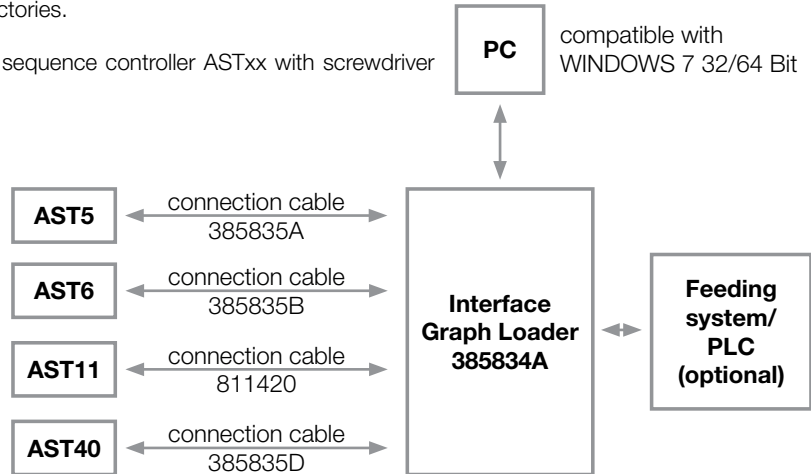 ctories.
sequence controller ASTxx with screwdriver
PC
compatible with
WINDOWS 7 32/64 Bit
AST5
connection cable
385835A
AST6
connection cable
385835B
AST11
connection cable
811420
AST40
connection cable
385835D
Interface
Graph Loader
385834A
Feeding
system/
PLC
(optional)